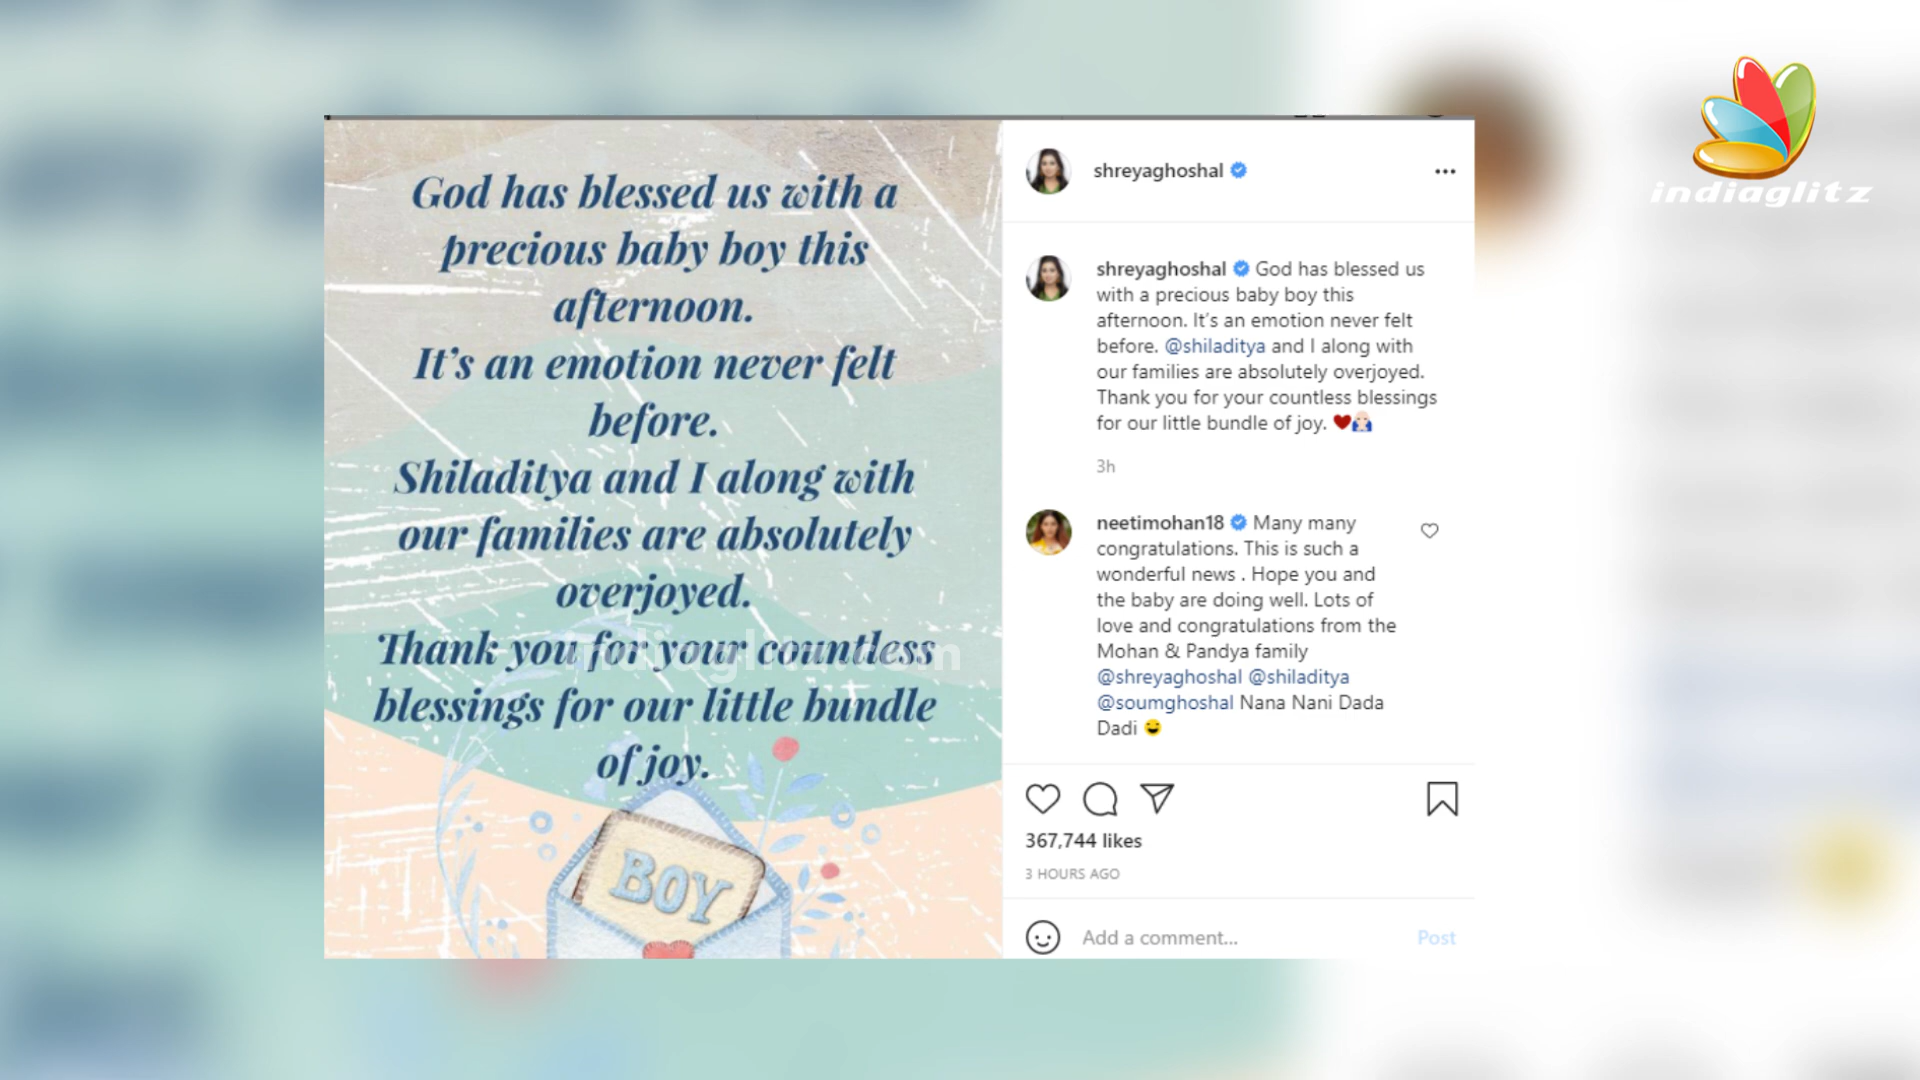 God has blessed us with a
precious baby boy this
afternoon.
It's an emotion never felt
before.
Shiladitya and I along with
our families are absolutely
overjoyed.
Thank you for your countless
blessings for our little bundle
of joy.
BOY
indiaglitz.com
shreyaghoshal
shreyaghoshal God has blessed us
with a precious baby boy this
afternoon. It's an emotion never felt
before. @shiladitya and I along with
our families are absolutely overjoyed.
Thank you for your countless blessings
for our little bundle of joy. ❤️👶
3h
neetimohan18 Many many
congratulations. This is such a
wonderful news . Hope you and
the baby are doing well. Lots of
love and congratulations from the
Mohan & Pandya family
@shreyaghoshal @shiladitya
@soumghoshal Nana Nani Dada
Dadi 😄
367,744 likes
3 HOURS AGO
Add a comment...
Post
indiaglitz